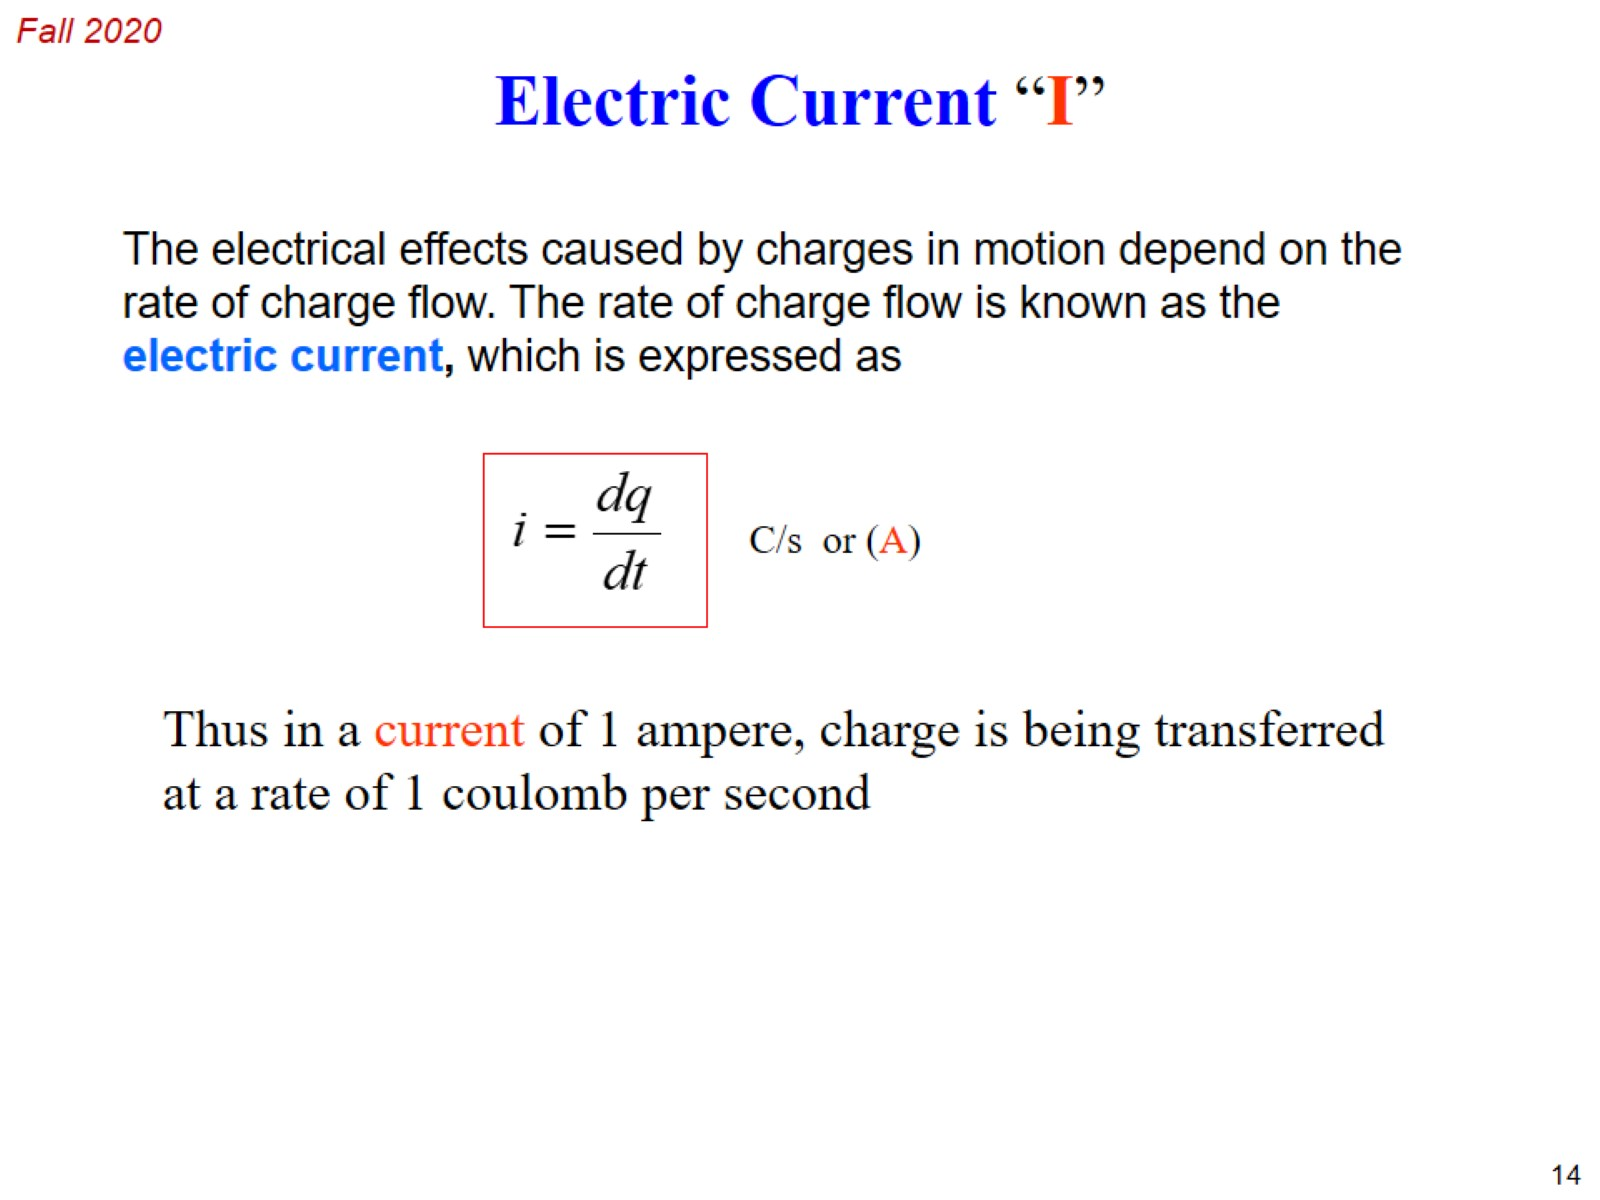 Fall 2020
Electric Current “I”
The electrical effects caused by charges in motion depend on the
rate of charge flow. The rate of charge flow is known as the
electric current, which is expressed as
i = dq/dt C/s or (A)
Thus in a current of 1 ampere, charge is being transferred
at a rate of 1 coulomb per second
14